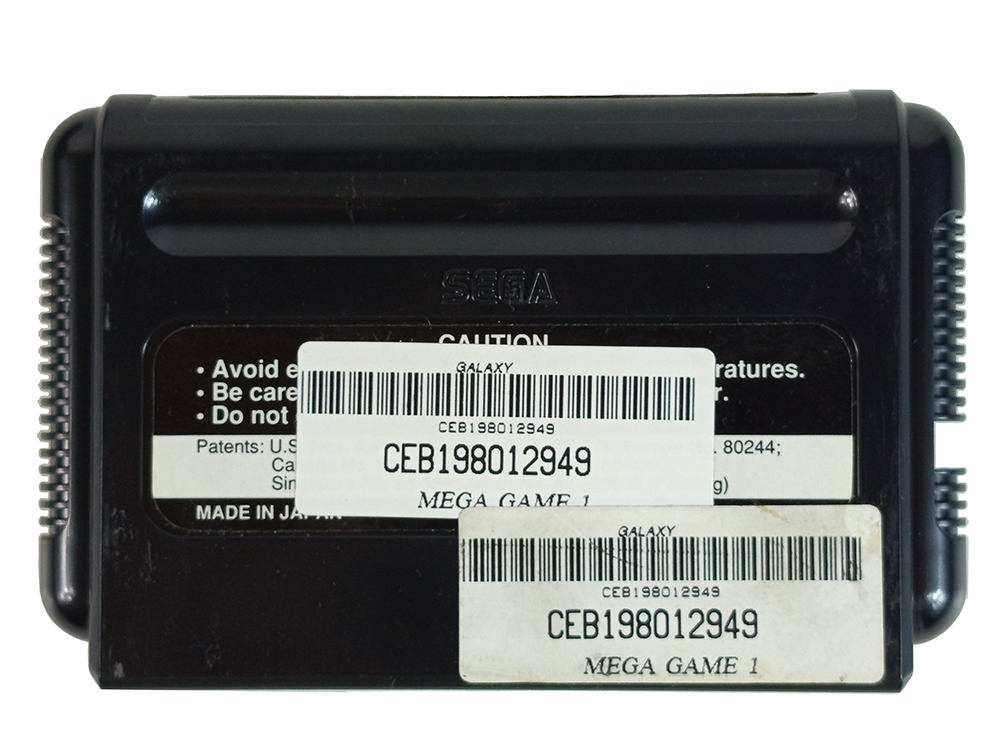 SEGA
CAUTION
• Avoid e ratures.
• Be care r.
• Do not
Patents: U.S . 80244;
Ca
Sin g)
MADE IN JAPAN
GALAXY
CEB198012949
CEB198012949
MEGA GAME 1
GALAXY
CEB198012949
CEB198012949
MEGA GAME 1